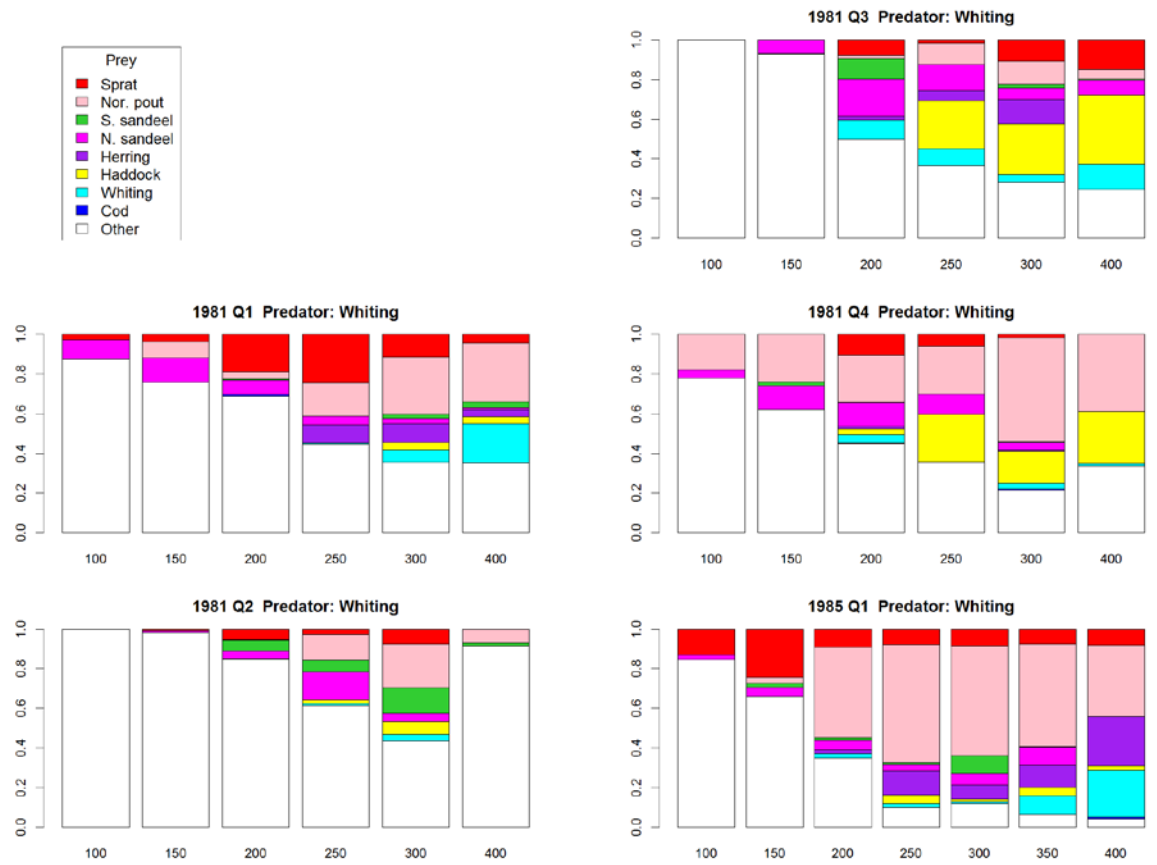 Prey
Sprat
Nor. pout
S. sandeel
N. sandeel
Herring
Haddock
Whiting
Cod
Other
1981 Q3 Predator: Whiting
1.0
0.8
0.6
0.4
0.2
0.0
100 150 200 250 300 400
1981 Q1 Predator: Whiting
1.0
0.8
0.6
0.4
0.2
0.0
100 150 200 250 300 400
1981 Q4 Predator: Whiting
1.0
0.8
0.6
0.4
0.2
0.0
100 150 200 250 300 400
1981 Q2 Predator: Whiting
1.0
0.8
0.6
0.4
0.2
0.0
100 150 200 250 300 400
1985 Q1 Predator: Whiting
1.0
0.8
0.6
0.4
0.2
0.0
100 150 200 250 300 350 400